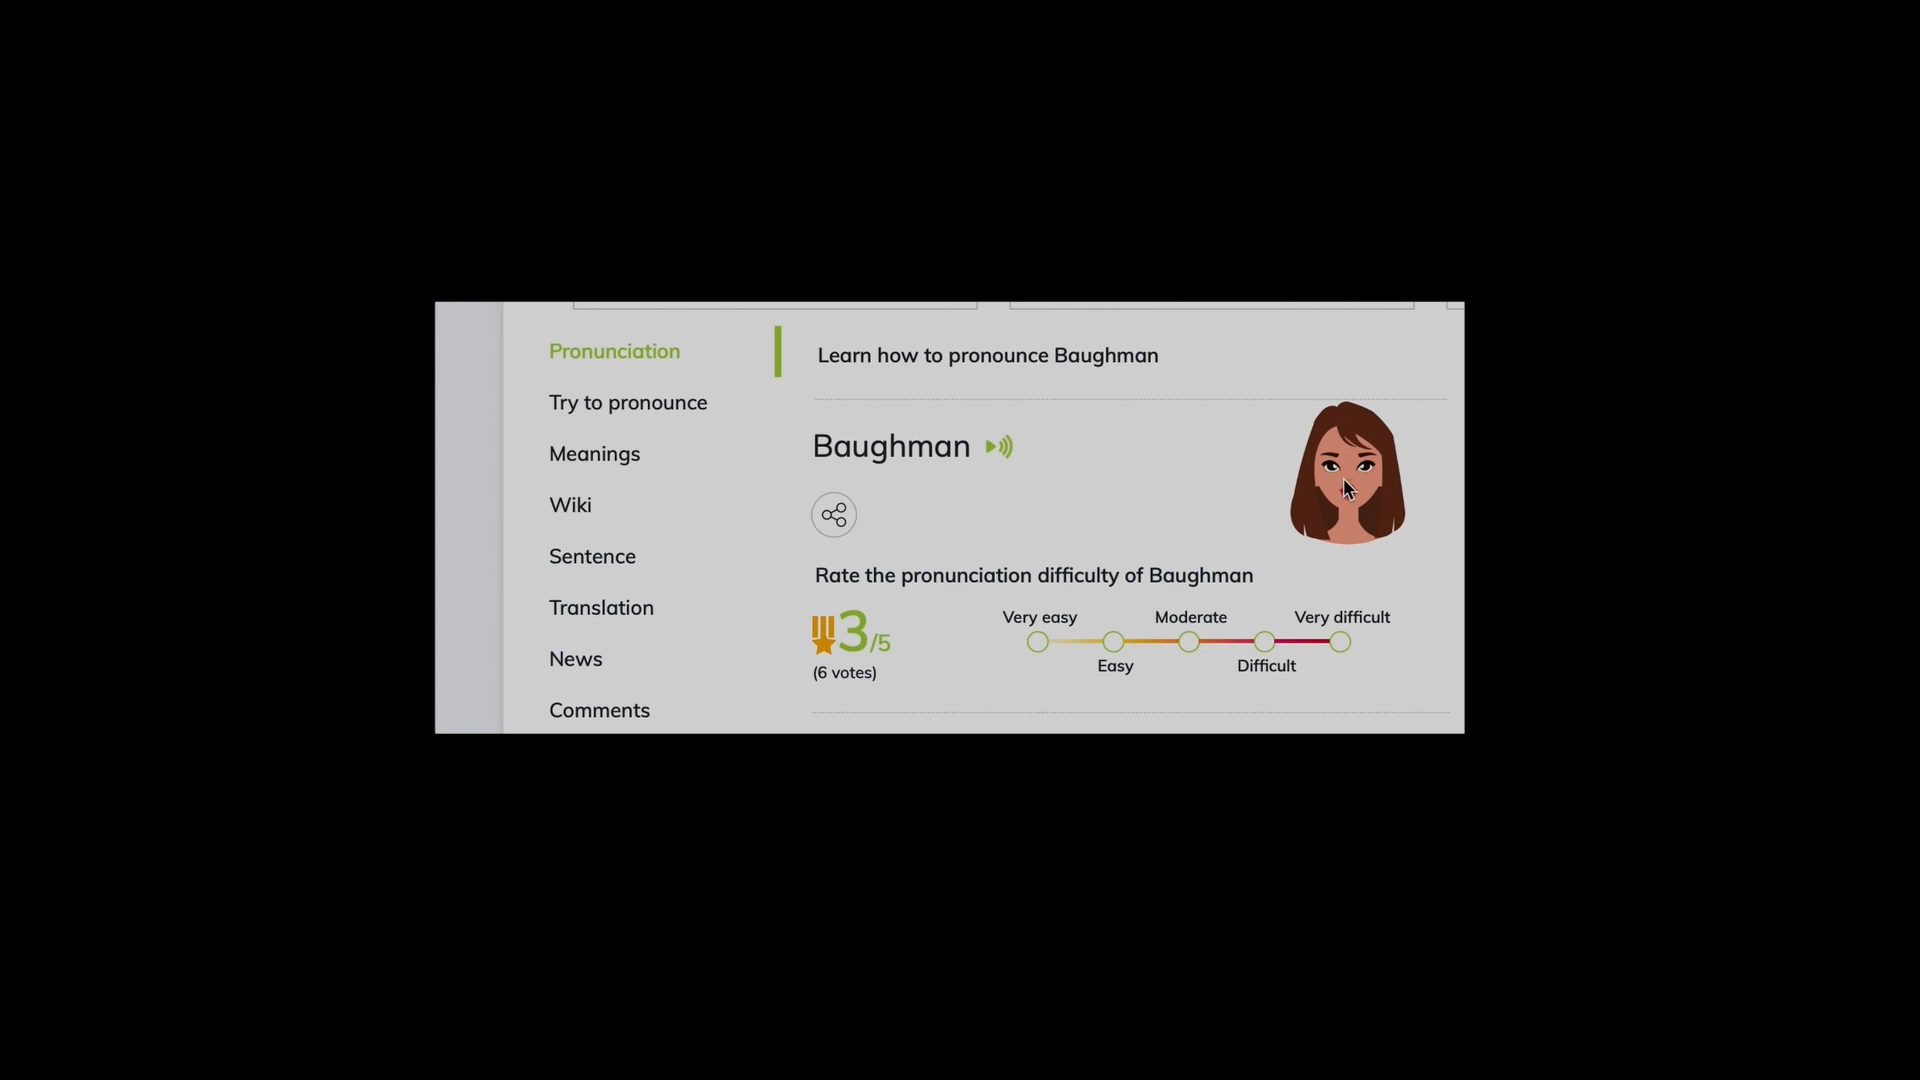 Pronunciation
Try to pronounce
Meanings
Wiki
Sentence
Translation
News
Comments
Learn how to pronounce Baughman
Baughman
Rate the pronunciation difficulty of Baughman
3/5
(6 votes)
Very easy
Easy
Moderate
Difficult
Very difficult